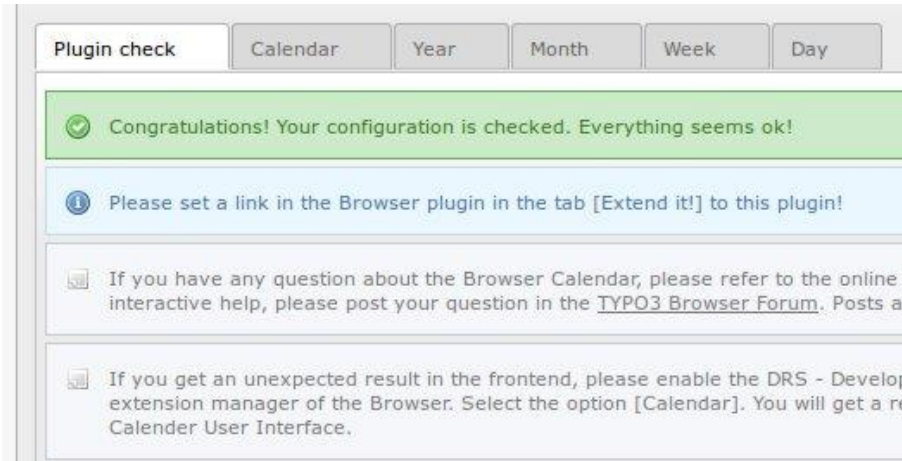 Plugin check Calendar Year Month Week Day
Congratulations! Your configuration is checked. Everything seems ok!
Please set a link in the Browser plugin in the tab [Extend it!] to this plugin!
If you have any question about the Browser Calendar, please refer to the online
interactive help, please post your question in the TYPO3 Browser Forum. Posts
If you get an unexpected result in the frontend, please enable the DRS -
extension manager of the Browser. Select the option [Calendar]. You will get a
Calender User Interface.